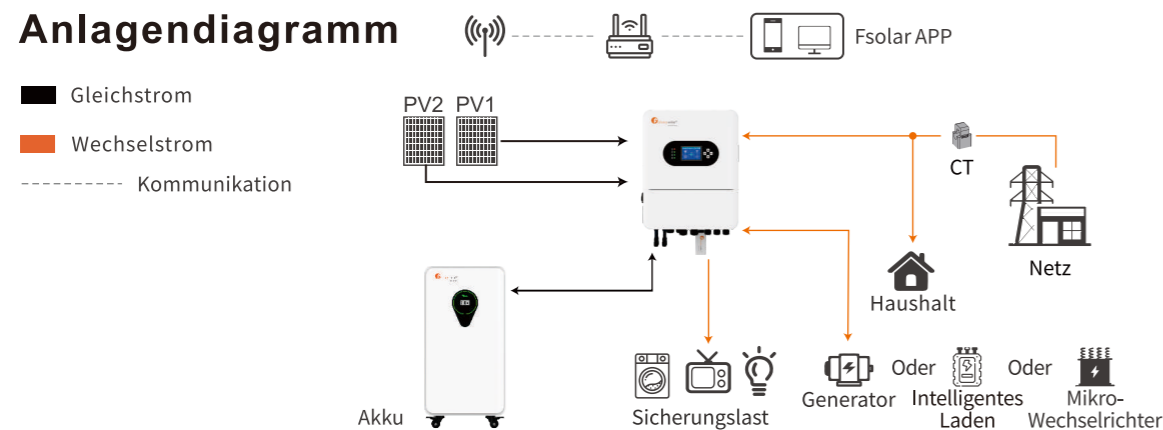 Anlagendiagramm
Fsolar APP
Gleichstrom
Wechselstrom
Kommunikation
PV2 PV1
CT
Netz
Haushalt
Akku
Sicherungslast
Generator
Oder
Intelligentes
Laden
Oder
Mikro-
Wechselrichter